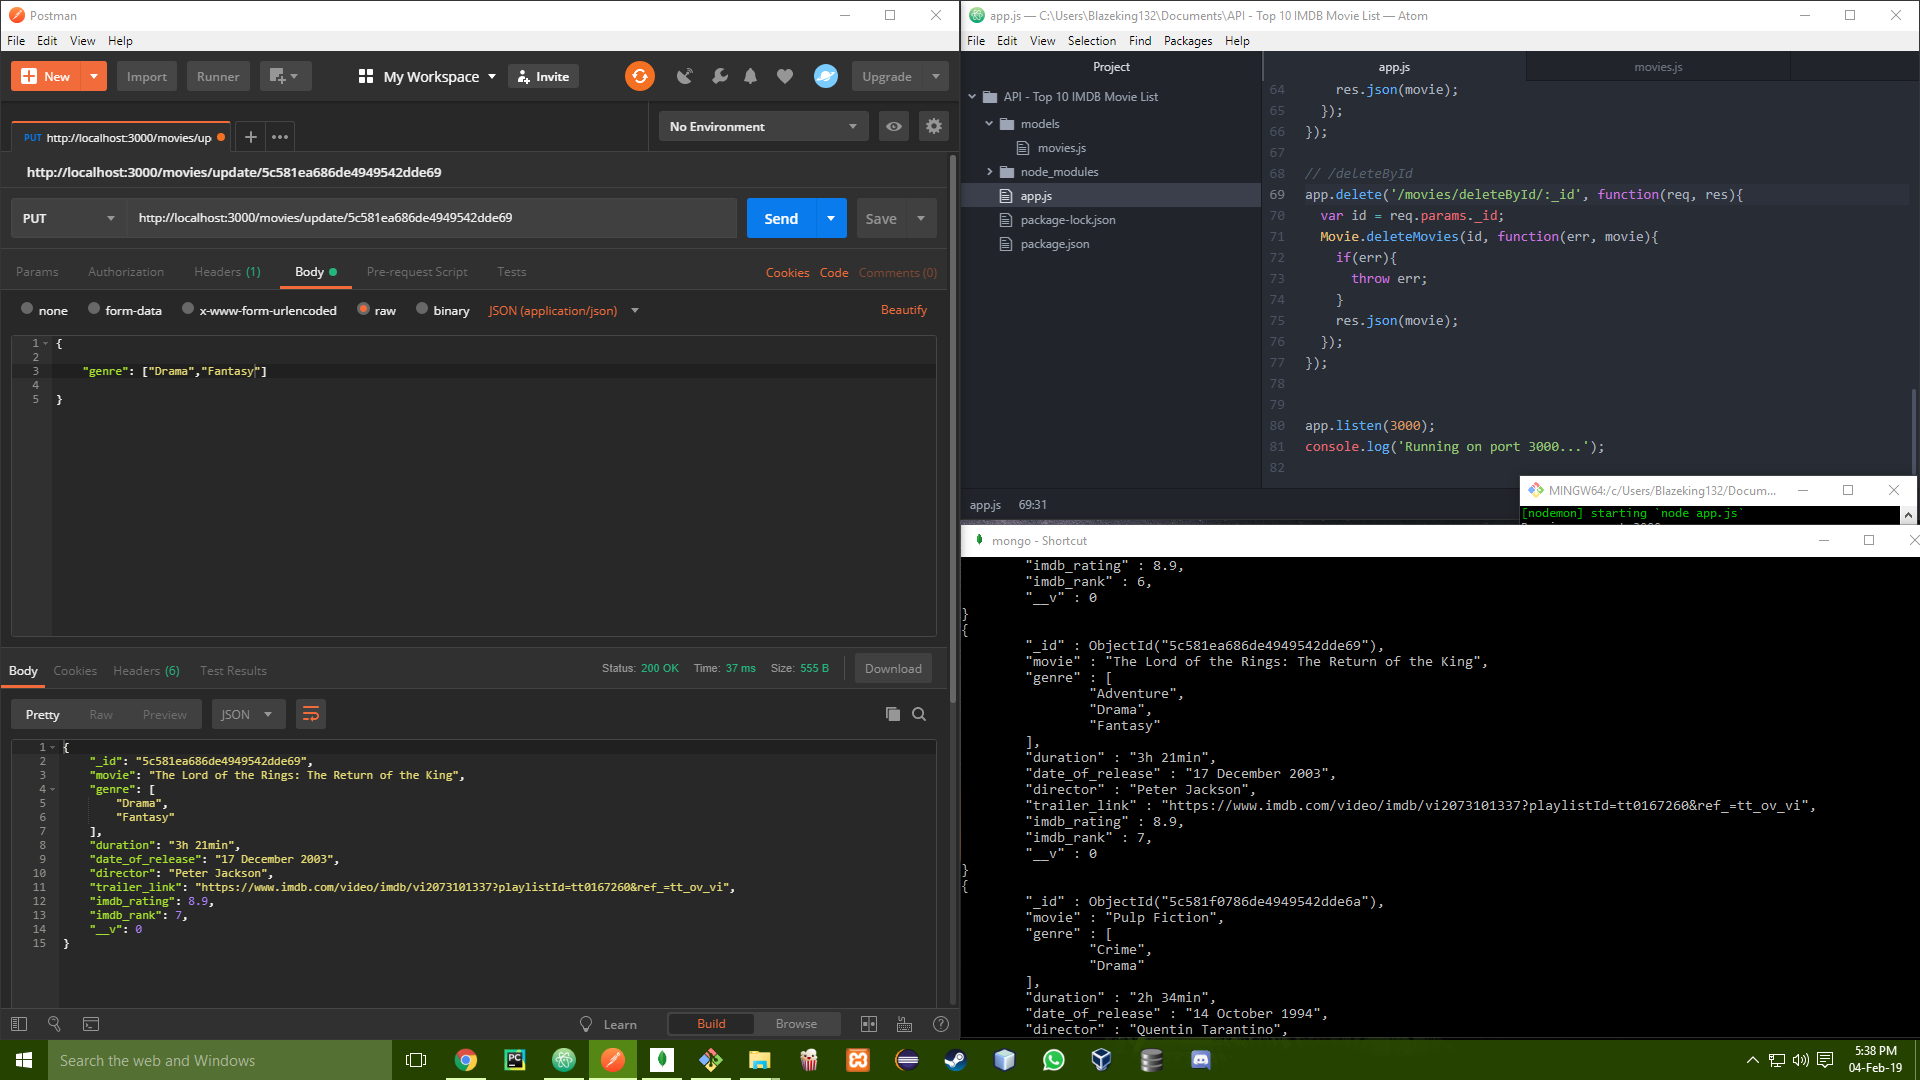 Postman
File Edit View Help
New Import Runner My Workspace Invite Upgrade
PUT http://localhost:3000/movies/up
No Environment
http://localhost:3000/movies/update/5c581ea686de4949542dde69
PUT http://localhost:3000/movies/update/5c581ea686de4949542dde69 Send Save
Params Authorization Headers (1) Body Pre-request Script Tests Cookies Code Comments (0)
none form-data x-www-form-urlencoded raw binary JSON (application/json) Beautify
1 {
2
3 "genre": ["Drama","Fantasy"]
4
5 }
Body Cookies Headers (6) Test Results Status: 200 OK Time: 37 ms Size: 555 B Download
Pretty Raw Preview JSON
1 {
2 "_id": "5c581ea686de4949542dde69",
3 "movie": "The Lord of the Rings: The Return of the King",
4 "genre": [
5 "Drama",
6 "Fantasy"
7 ],
8 "duration": "3h 21min",
9 "date_of_release": "17 December 2003",
10 "director": "Peter Jackson",
11 "trailer_link": "https://www.imdb.com/video/imdb/vi2073101337?playlistId=tt0167260&ref_=tt_ov_vi",
12 "imdb_rating": 8.9,
13 "imdb_rank": 7,
14 "__v": 0
15 }
Learn Build Browse
app.js — C:\Users\Blazeking132\Documents\API - Top 10 IMDB Movie List — Atom
File Edit View Selection Find Packages Help
Project
API - Top 10 IMDB Movie List
models
movies.js
node_modules
app.js
package-lock.json
package.json
app.js movies.js
64 res.json(movie);
65 });
66 });
67
68 // /deleteById
69 app.delete('/movies/deleteById/:_id', function(req, res){
70 var id = req.params._id;
71 Movie.deleteMovies(id, function(err, movie){
72 if(err){
73 throw err;
74 }
75 res.json(movie);
76 });
77 });
78
79
80 app.listen(3000);
81 console.log('Running on port 3000...');
82
app.js 69:31
MINGW64:/c/Users/Blazeking132/Docum...
[nodemon] starting `node app.js`
mongo - Shortcut
"imdb_rating" : 8.9,
"imdb_rank" : 6,
"__v" : 0
}
{
"_id" : ObjectId("5c581ea686de4949542dde69"),
"movie" : "The Lord of the Rings: The Return of the King",
"genre" : [
"Adventure",
"Drama",
"Fantasy"
],
"duration" : "3h 21min",
"date_of_release" : "17 December 2003",
"director" : "Peter Jackson",
"trailer_link" : "https://www.imdb.com/video/imdb/vi2073101337?playlistId=tt0167260&ref_=tt_ov_vi",
"imdb_rating" : 8.9,
"imdb_rank" : 7,
"__v" : 0
}
{
"_id" : ObjectId("5c581f0786de4949542dde6a"),
"movie" : "Pulp Fiction",
"genre" : [
"Crime",
"Drama"
],
"duration" : "2h 34min",
"date_of_release" : "14 October 1994",
"director" : "Quentin Tarantino",
Search the web and Windows
PC
5:38 PM
04-Feb-19